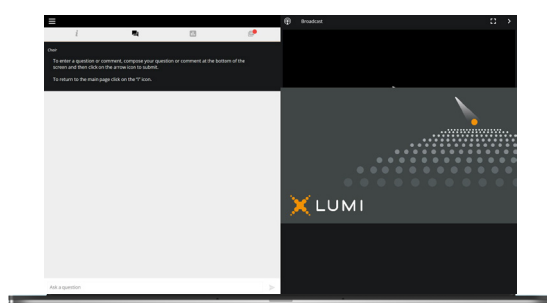 Broadcast
Chair
To enter a question or comment, compose your question or comment at the bottom of the
screen and then click on the arrow icon to submit.
To return to the main page click on the "i" icon.
LUMI
Ask a question